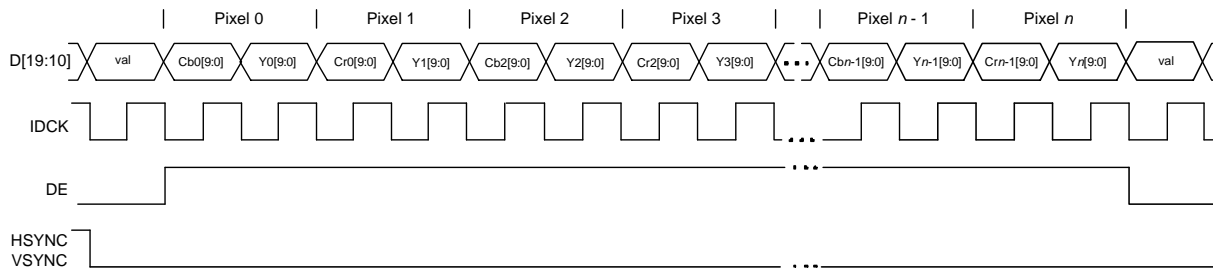 Pixel 0 Pixel 1 Pixel 2 Pixel 3 Pixel n - 1 Pixel n
D[19:10] val Cb0[9:0] Y0[9:0] Cr0[9:0] Y1[9:0] Cb2[9:0] Y2[9:0] Cr2[9:0] Y3[9:0] ... Cbn-1[9:0] Yn-1[9:0] Crn-1[9:0] Yn[9:0] val
IDCK ...
DE ...
HSYNC
VSYNC ...